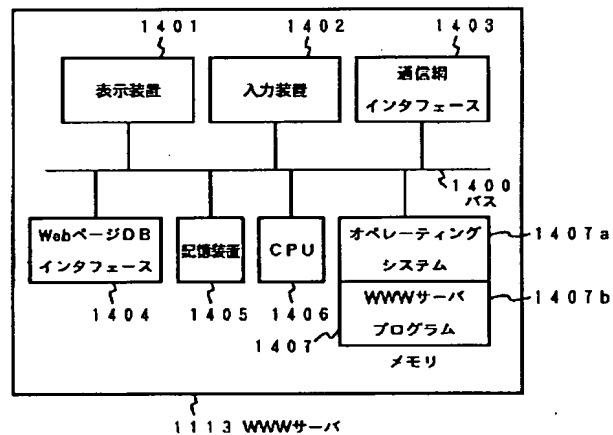 1401
1402
1403
表示装置
入力装置
通信網
インタフェース
1400
バス
WebページDB
インタフェース
記憶装置
CPU
オペレーティング
システム
1407a
WWWサーバ
プログラム
1407b
1404
1405
1406
1407
メモリ
1113 WWWサーバ